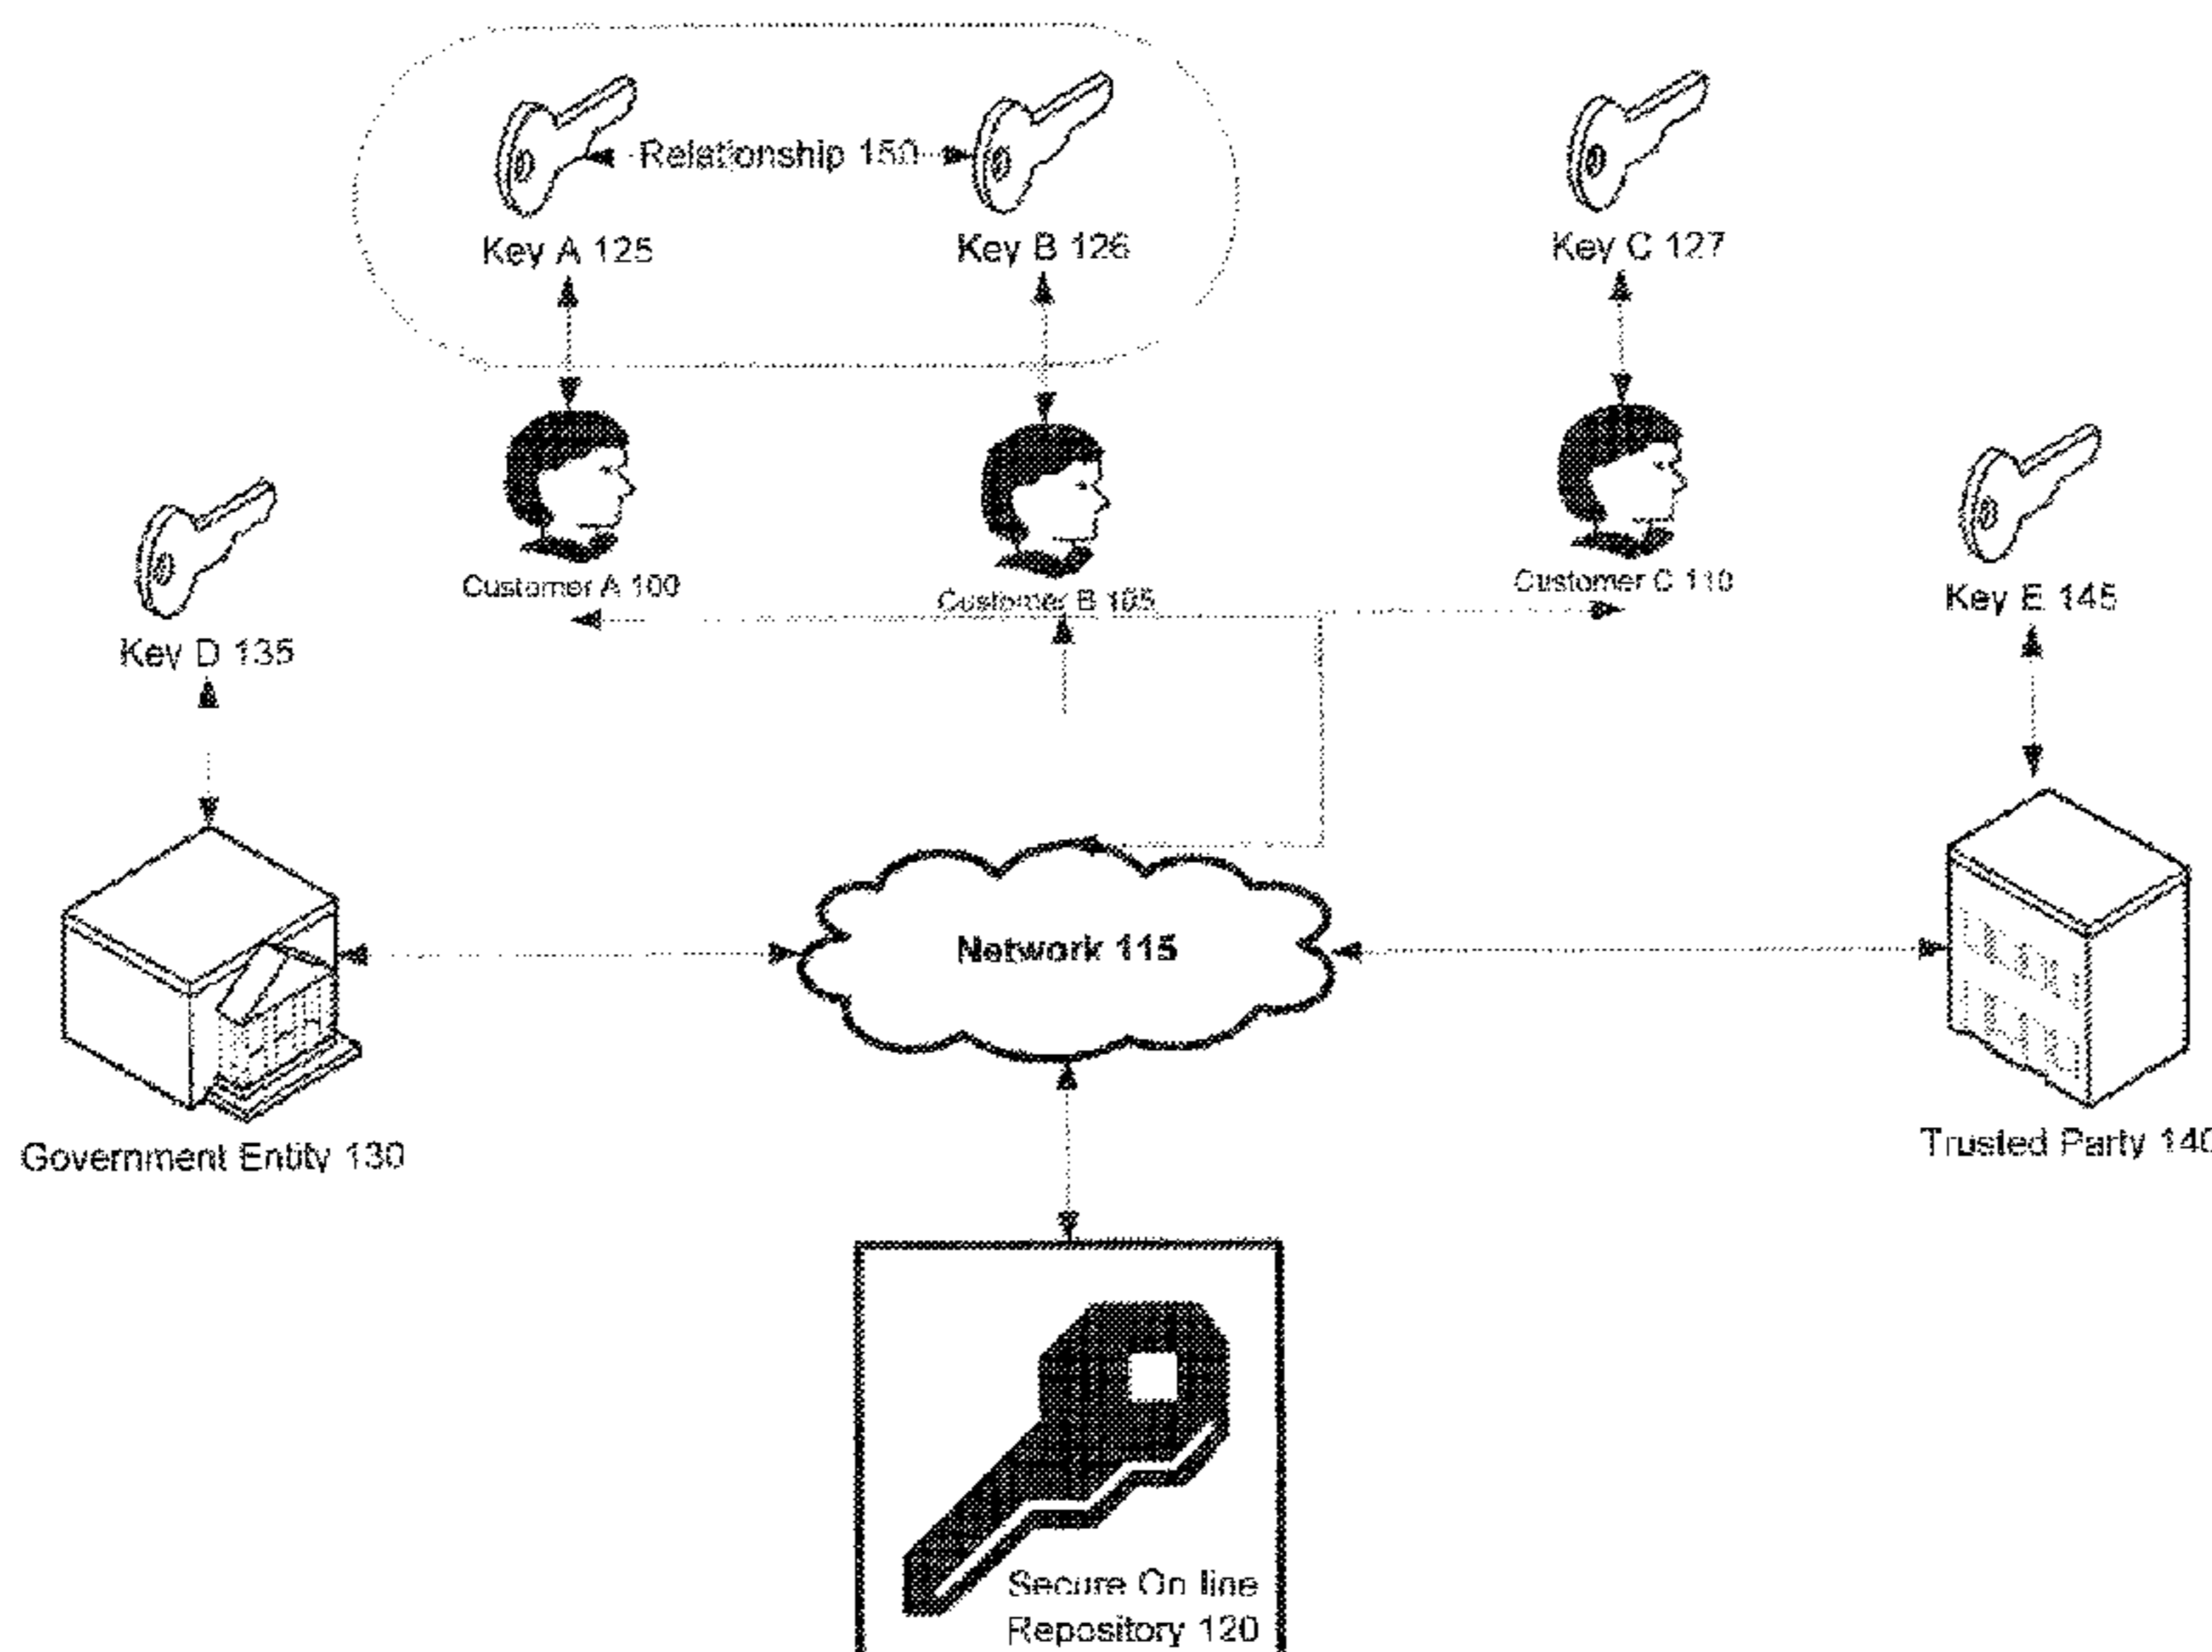 Relationship 150
Key A 125
Key B 126
Key C 127
Customer A 100
Customer B 105
Customer C 110
Key D 135
Key E 145
Network 115
Government Entity 130
Trusted Party 140
Secure On line
Repository 120